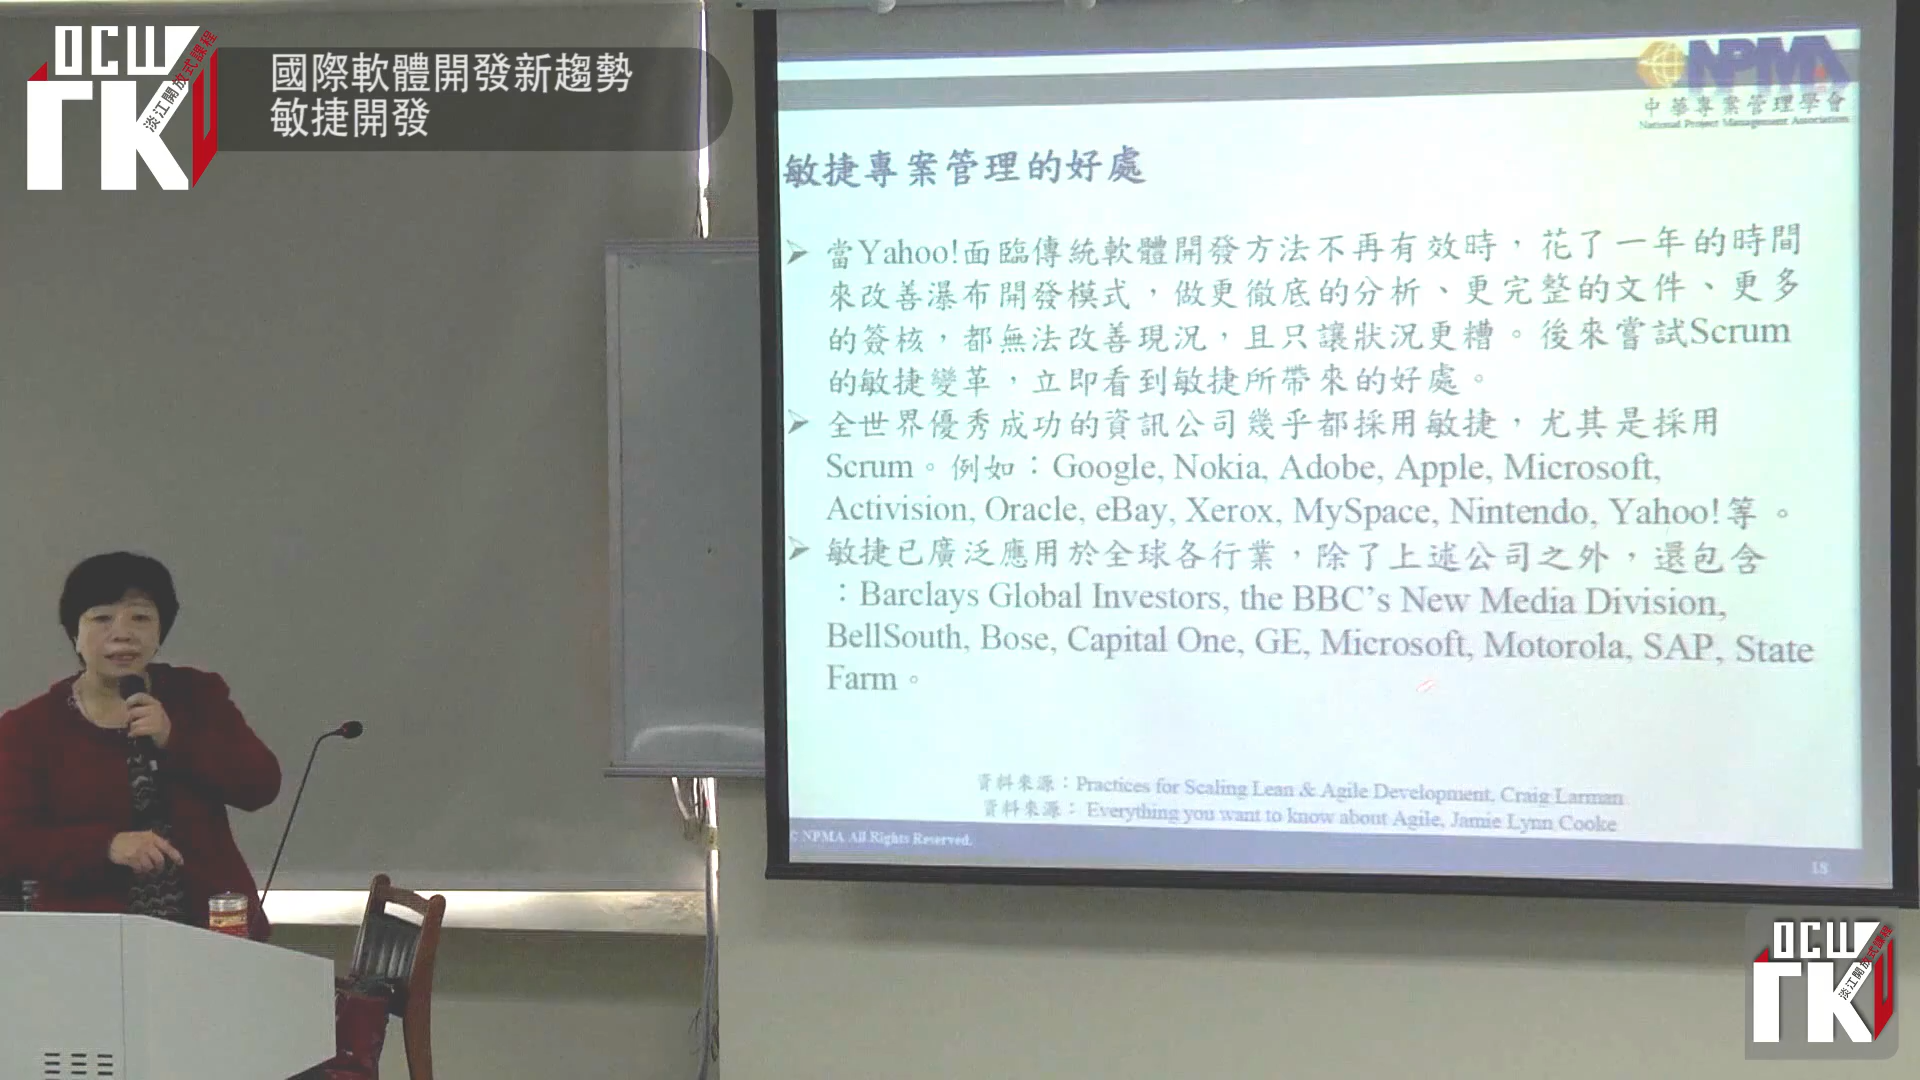 OCW
TKU
淡江開放式課程
國際軟體開發新趨勢
敏捷開發
NPMA
中華專案管理學會
National Project Management Association
敏捷專案管理的好處
當Yahoo!面臨傳統軟體開發方法不再有效時，花了一年的時間
來改善瀑布開發模式，做更徹底的分析、更完整的文件、更多
的簽核，都無法改善現況，且只讓狀況更糟。後來嘗試Scrum
的敏捷變革，立即看到敏捷所帶來的好處。
全世界優秀成功的資訊公司幾乎都採用敏捷，尤其是採用
Scrum。例如：Google, Nokia, Adobe, Apple, Microsoft,
Activision, Oracle, eBay, Xerox, MySpace, Nintendo, Yahoo!等。
敏捷已廣泛應用於全球各行業，除了上述公司之外，還包含
：Barclays Global Investors, the BBC’s New Media Division,
BellSouth, Bose, Capital One, GE, Microsoft, Motorola, SAP, State
Farm。
資料來源：Practices for Scaling Lean & Agile Development, Craig Larman
資料來源： Everything you want to know about Agile, Jamie Lynn Cooke
© NPMA All Rights Reserved.
18
OCW
TKU
淡江開放式課程